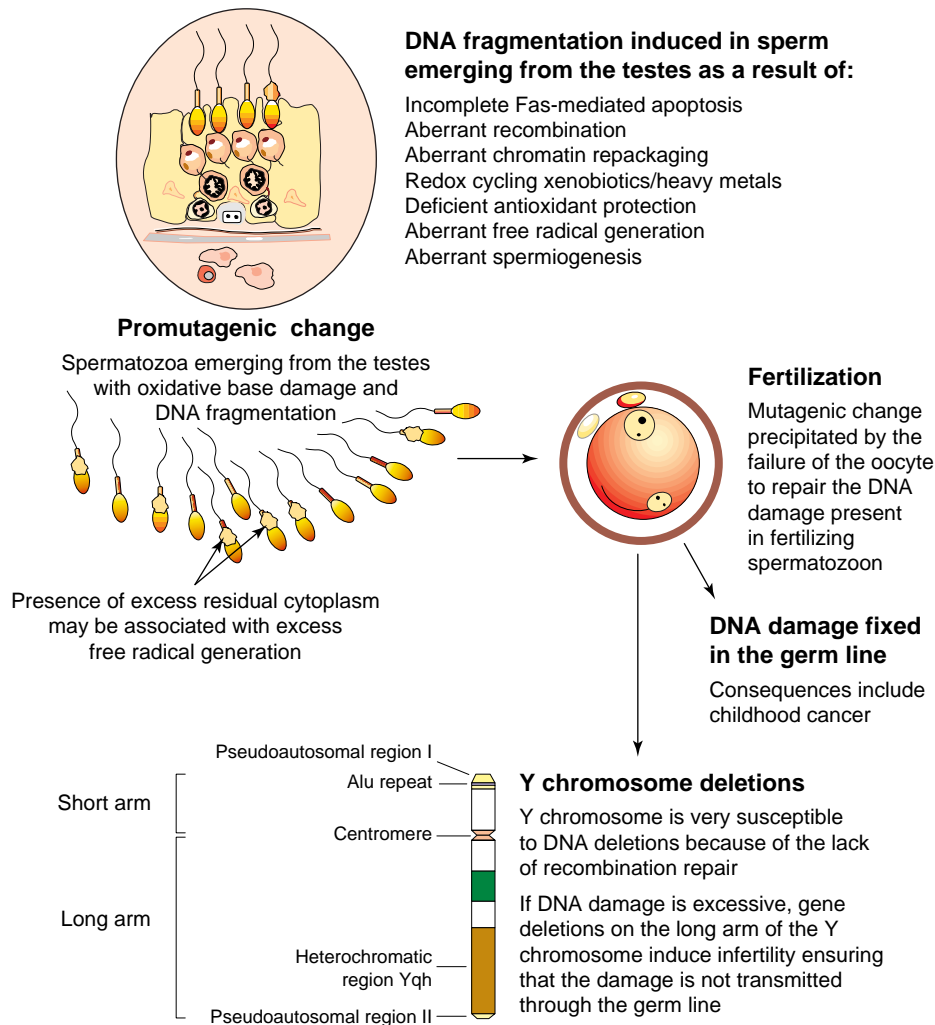 DNA fragmentation induced in sperm
emerging from the testes as a result of:
Incomplete Fas-mediated apoptosis
Aberrant recombination
Aberrant chromatin repackaging
Redox cycling xenobiotics/heavy metals
Deficient antioxidant protection
Aberrant free radical generation
Aberrant spermiogenesis
Promutagenic change
Spermatozoa emerging from the testes
with oxidative base damage and
DNA fragmentation
Presence of excess residual cytoplasm
may be associated with excess
free radical generation
Fertilization
Mutagenic change
precipitated by the
failure of the oocyte
to repair the DNA
damage present
in fertilizing
spermatozoon
DNA damage fixed
in the germ line
Consequences include
childhood cancer
Pseudoautosomal region I
Alu repeat
Short arm
Centromere
Long arm
Heterochromatic
region Yqh
Pseudoautosomal region II
Y chromosome deletions
Y chromosome is very susceptible
to DNA deletions because of the lack
of recombination repair
If DNA damage is excessive, gene
deletions on the long arm of the Y
chromosome induce infertility ensuring
that the damage is not transmitted
through the germ line